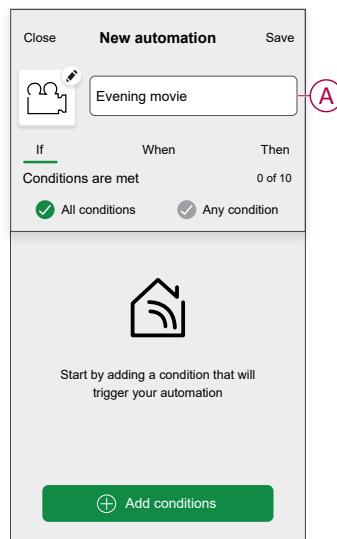 Close New automation Save
Evening movie
A
If When Then
Conditions are met 0 of 10
All conditions Any condition
Start by adding a condition that will
trigger your automation
Add conditions